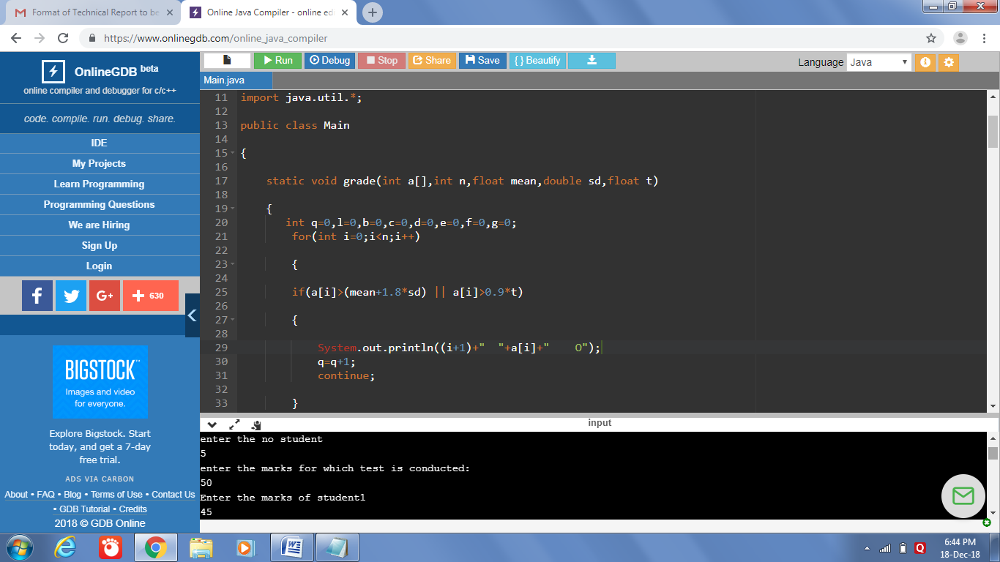 Format of Technical Report to be
Online Java Compiler - online edi
https://www.onlinegdb.com/online_java_compiler
OnlineGDB beta
online compiler and debugger for c/c++
code. compile. run. debug. share.
IDE
My Projects
Learn Programming
Programming Questions
We are Hiring
Sign Up
Login
f
G+
+ 630
BIGSTOCK
Images and video
for everyone.
Explore Bigstock. Start
today, and get a 7-day
free trial.
ADS VIA CARBON
About • FAQ • Blog • Terms of Use • Contact Us
• GDB Tutorial • Credits
2018 © GDB Online
Run Debug Stop Share Save { } Beautify
Language Java
Main.java
11 import java.util.*;
12
13 public class Main
14
15 {
16
17 static void grade(int a[],int n,float mean,double sd,float t)
18
19 {
20 int q=0,l=0,b=0,c=0,d=0,e=0,f=0,g=0;
21 for(int i=0;i<n;i++)
22
23 {
24
25 if(a[i]>(mean+1.8*sd) || a[i]>0.9*t)
26
27 {
28
29 System.out.println((i+1)+"  "+a[i]+"    O");
30 q=q+1;
31 continue;
32
33 }
input
enter the no student
5
enter the marks for which test is conducted:
50
Enter the marks of student1
45
6:44 PM
18-Dec-18